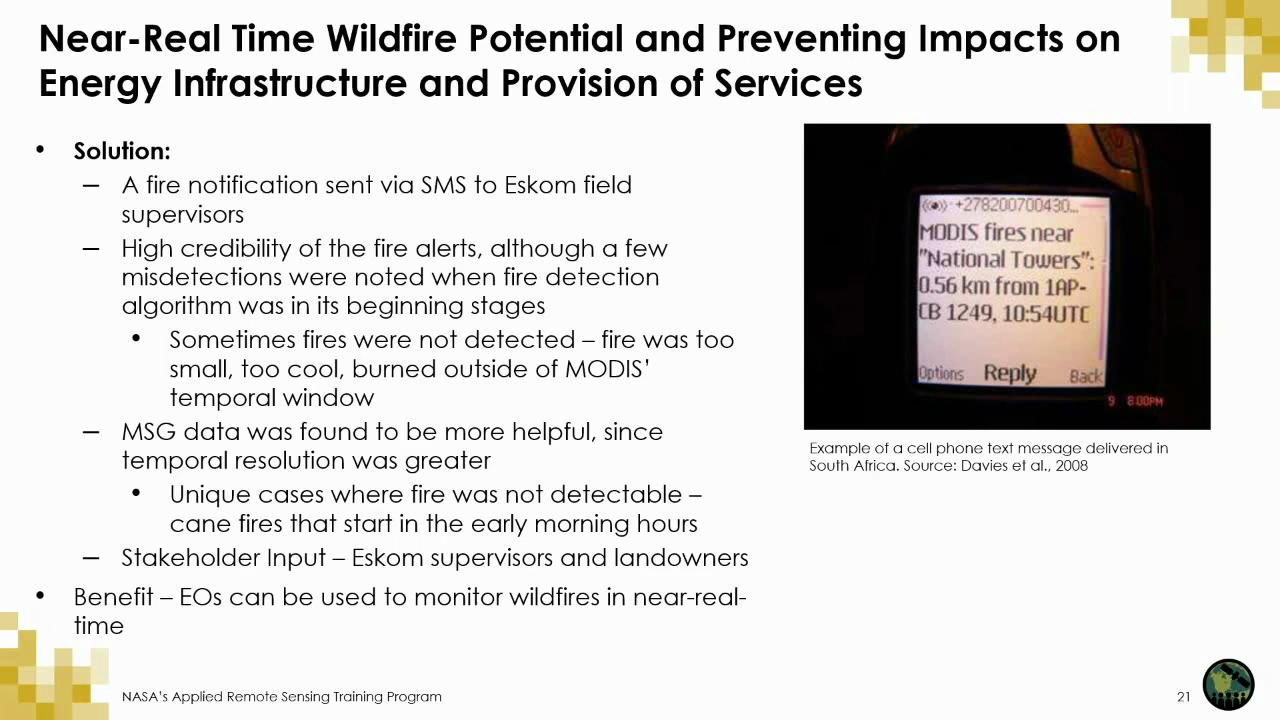 Near-Real Time Wildfire Potential and Preventing Impacts on
Energy Infrastructure and Provision of Services
• Solution:
– A fire notification sent via SMS to Eskom field
supervisors
– High credibility of the fire alerts, although a few
misdetections were noted when fire detection
algorithm was in its beginning stages
• Sometimes fires were not detected – fire was too
small, too cool, burned outside of MODIS’
temporal window
– MSG data was found to be more helpful, since
temporal resolution was greater
• Unique cases where fire was not detectable –
cane fires that start in the early morning hours
– Stakeholder Input – Eskom supervisors and landowners
• Benefit – EOs can be used to monitor wildfires in near-real-
time
+278200700430...
MODIS fires near
"National Towers":
0.56 km from 1AP-
CB 1249, 10:54UTC
Options Reply Back
9 8:00PM
Example of a cell phone text message delivered in
South Africa. Source: Davies et al., 2008
NASA’s Applied Remote Sensing Training Program
21